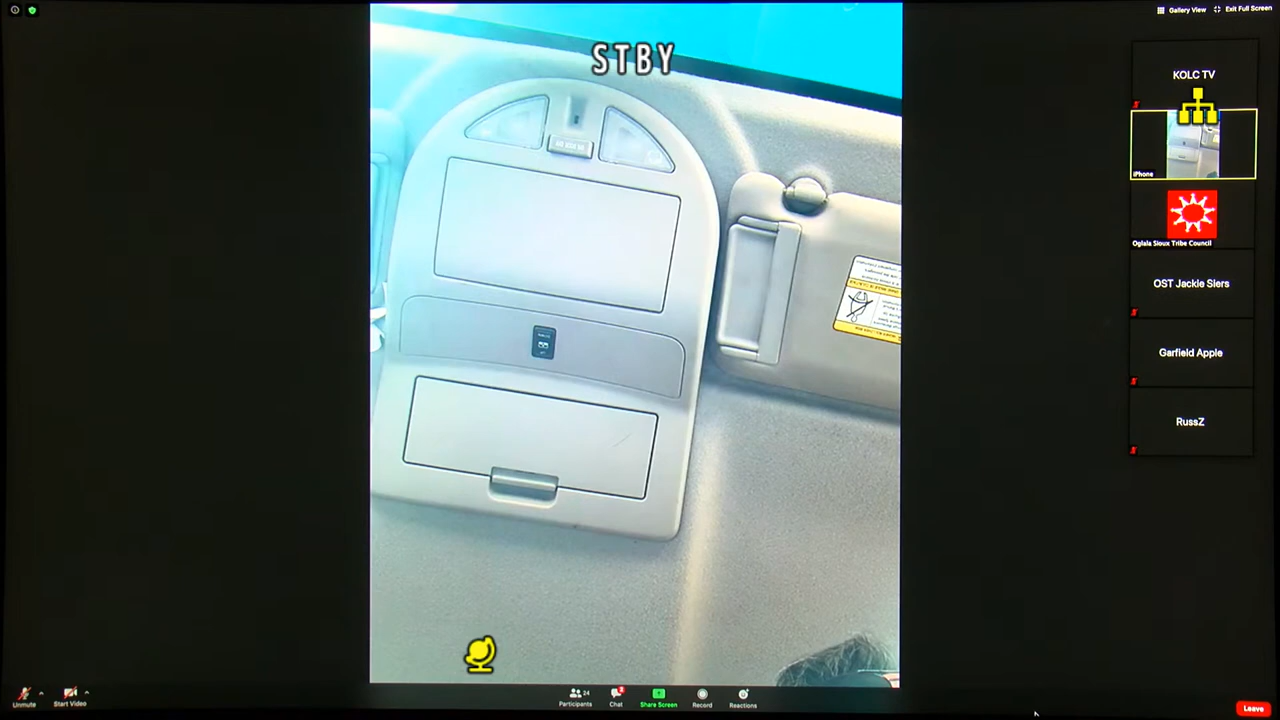 Gallery View
Exit Full Screen
STBY
KOLC TV
iPhone
Oglala Sioux Tribe Council
OST Jackie Siers
Garfield Apple
RussZ
Unmute
Start Video
Participants
24
Chat
Share Screen
Record
Reactions
Leave